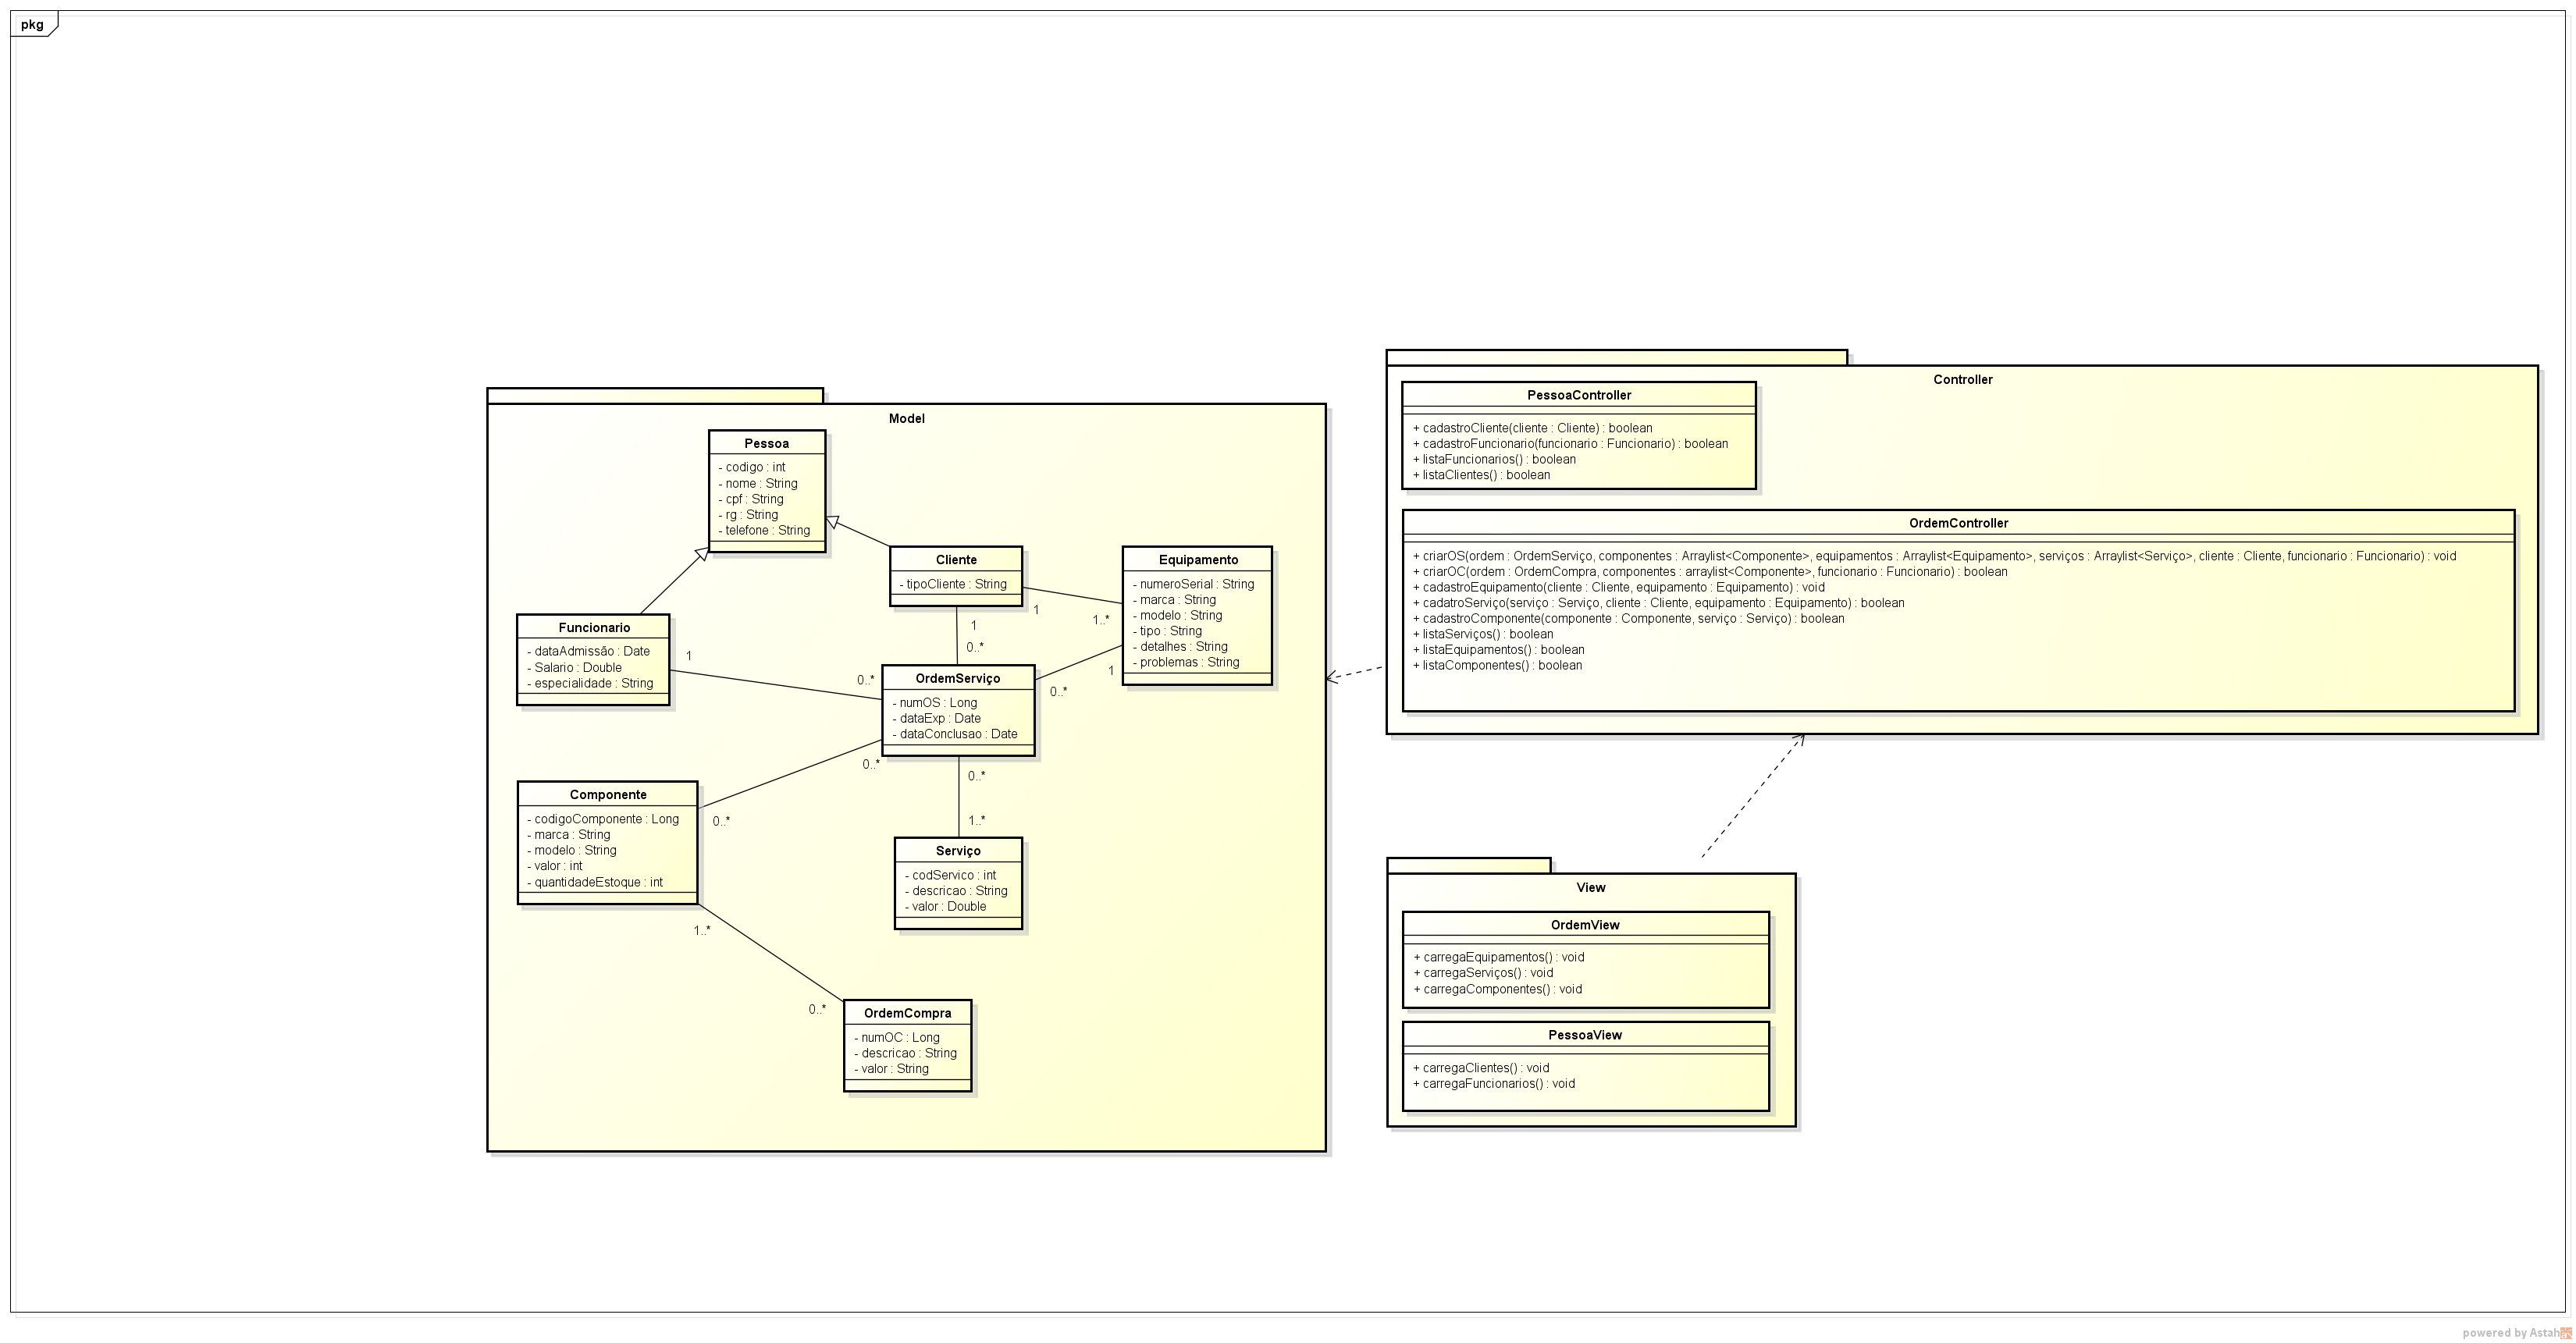 pkg
Model
Pessoa
- codigo : int
- nome : String
- cpf : String
- rg : String
- telefone : String
Cliente
- tipoCliente : String
Equipamento
- numeroSerial : String
- marca : String
- modelo : String
- tipo : String
- detalhes : String
- problemas : String
1
1..*
1
0..*
Funcionario
- dataAdmissão : Date
- Salario : Double
- especialidade : String
1
0..*
OrdemServiço
- numOS : Long
- dataExp : Date
- dataConclusao : Date
1
0..*
0..*
0..*
Componente
- codigoComponente : Long
- marca : String
- modelo : String
- valor : int
- quantidadeEstoque : int
0..*
1..*
Serviço
- codServico : int
- descricao : String
- valor : Double
1..*
0..*
OrdemCompra
- numOC : Long
- descricao : String
- valor : String
Controller
PessoaController
+ cadastroCliente(cliente : Cliente) : boolean
+ cadastroFuncionario(funcionario : Funcionario) : boolean
+ listaFuncionarios() : boolean
+ listaClientes() : boolean
OrdemController
+ criarOS(ordem : OrdemServiço, componentes : Arraylist<Componente>, equipamentos : Arraylist<Equipamento>, serviços : Arraylist<Serviço>, cliente : Cliente, funcionario : Funcionario) : void
+ criarOC(ordem : OrdemCompra, componentes : arraylist<Componente>, funcionario : Funcionario) : boolean
+ cadastroEquipamento(cliente : Cliente, equipamento : Equipamento) : void
+ cadatroServiço(serviço : Serviço, cliente : Cliente, equipamento : Equipamento) : boolean
+ cadastroComponente(componente : Componente, serviço : Serviço) : boolean
+ listaServiços() : boolean
+ listaEquipamentos() : boolean
+ listaComponentes() : boolean
View
OrdemView
+ carregaEquipamentos() : void
+ carregaServiços() : void
+ carregaComponentes() : void
PessoaView
+ carregaClientes() : void
+ carregaFuncionarios() : void
powered by Astah